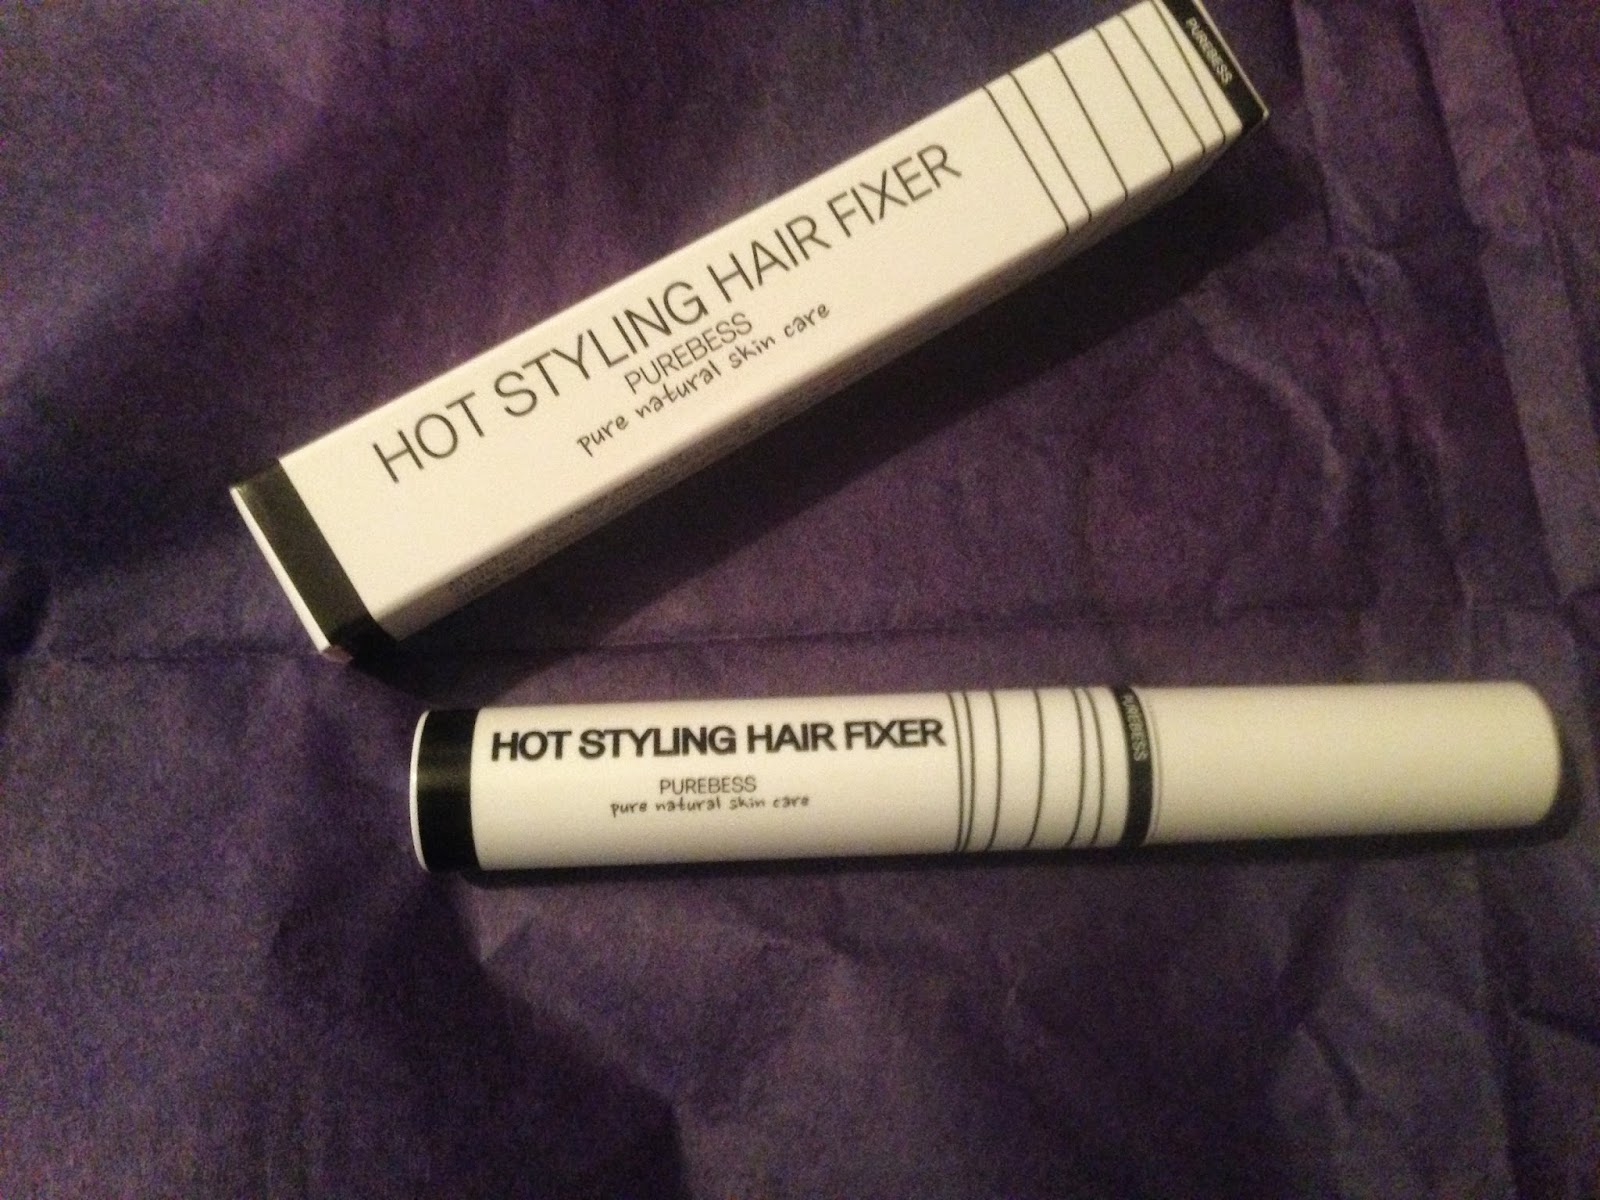 PUREBESS
HOT STYLING HAIR FIXER
PUREBESS
pure natural skin care
HOT STYLING HAIR FIXER
PUREBESS
pure natural skin care
PUREBESS